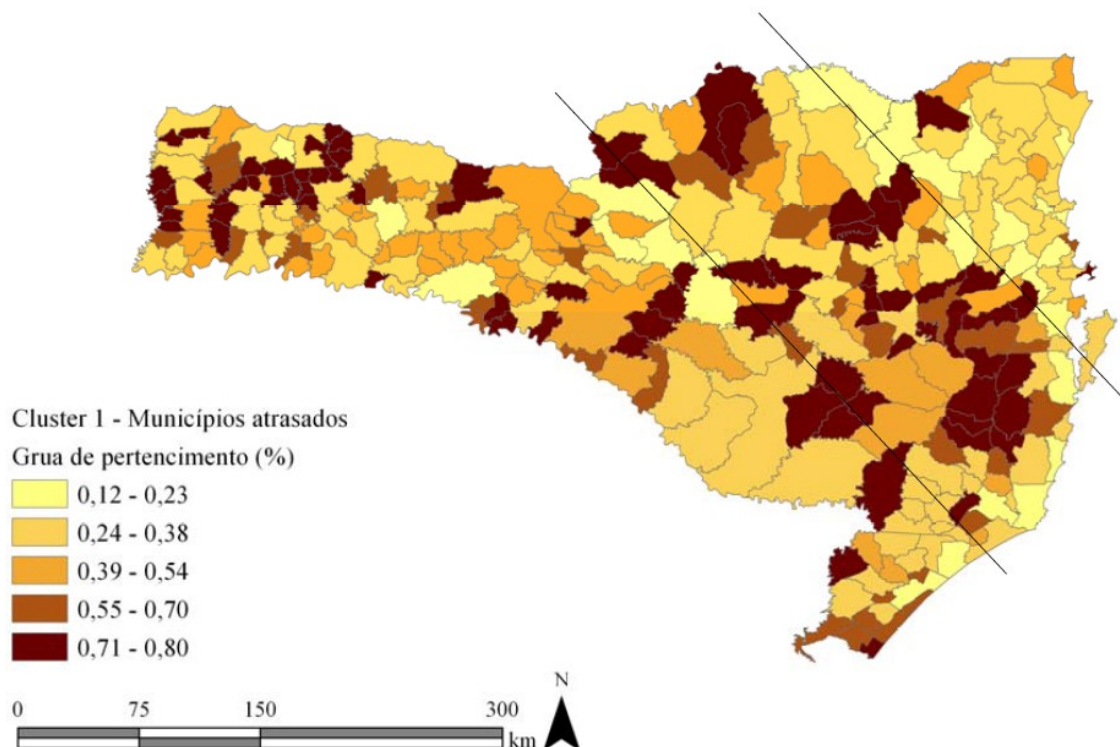 Cluster 1 - Municípios atrasados
Grua de pertencimento (%)
0,12 - 0,23
0,24 - 0,38
0,39 - 0,54
0,55 - 0,70
0,71 - 0,80
N
0 75 150 300
km